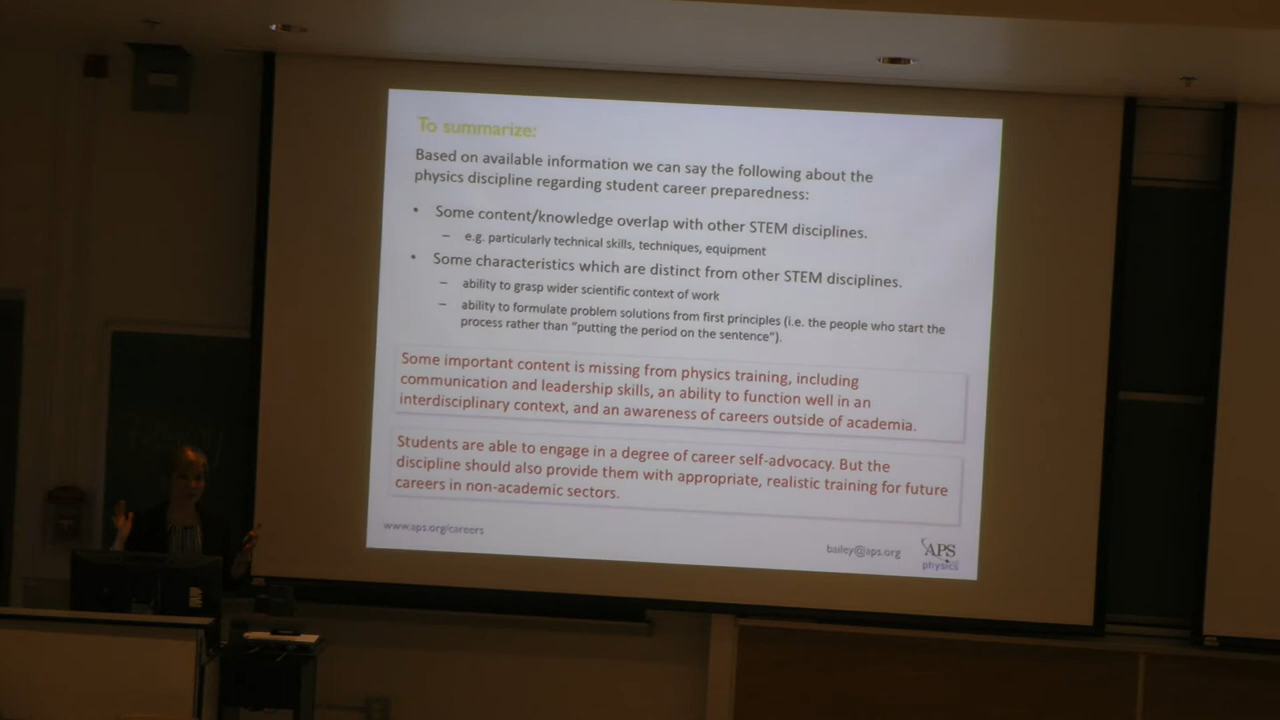 To summarize:
Based on available information we can say the following about the
physics discipline regarding student career preparedness:
• Some content/knowledge overlap with other STEM disciplines.
– e.g. particularly technical skills, techniques, equipment
• Some characteristics which are distinct from other STEM disciplines.
– ability to grasp wider scientific context of work
– ability to formulate problem solutions from first principles (i.e. the people who start the
process rather than "putting the period on the sentence").
Some important content is missing from physics training, including
communication and leadership skills, an ability to function well in an
interdisciplinary context, and an awareness of careers outside of academia.
Students are able to engage in a degree of career self-advocacy. But the
discipline should also provide them with appropriate, realistic training for future
careers in non-academic sectors.
www.aps.org/careers
bailey@aps.org
APS
physics